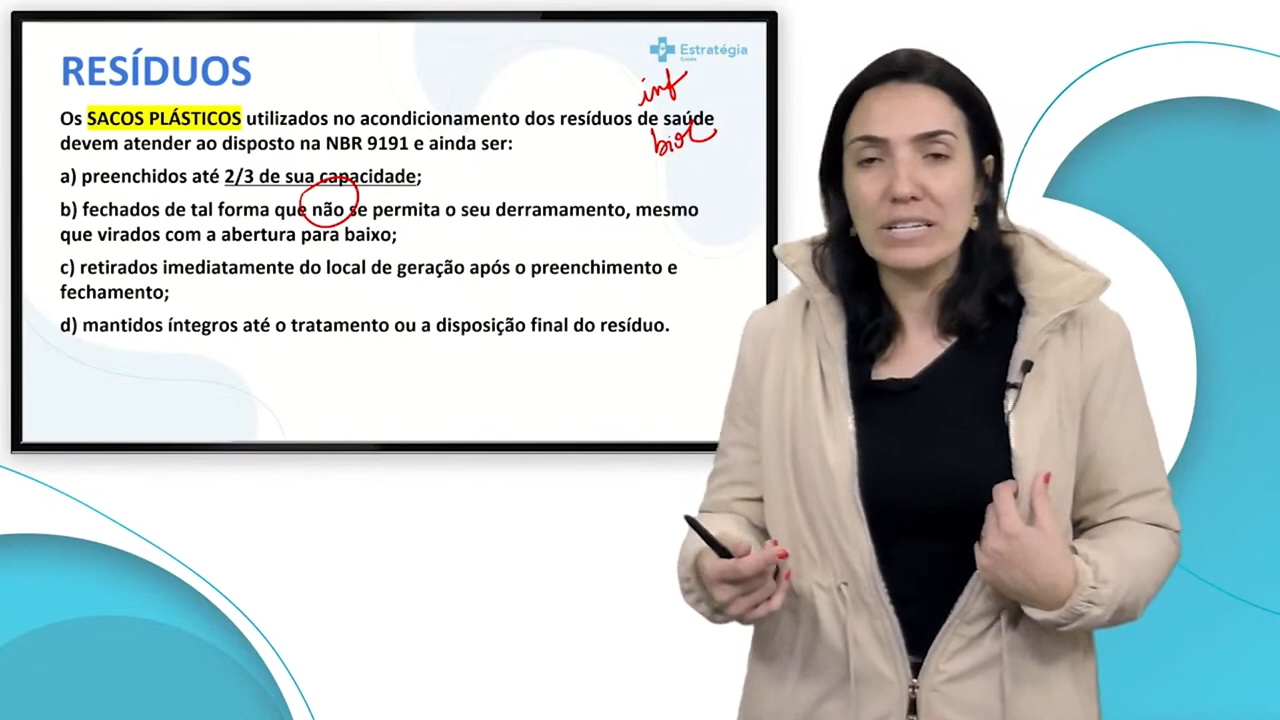 RESÍDUOS
Estratégia
Saúde
inf
Os SACOS PLÁSTICOS utilizados no acondicionamento dos resíduos de saúde
biol
devem atender ao disposto na NBR 9191 e ainda ser:
a) preenchidos até 2/3 de sua capacidade;
b) fechados de tal forma que não se permita o seu derramamento, mesmo
que virados com a abertura para baixo;
c) retirados imediatamente do local de geração após o preenchimento e
fechamento;
d) mantidos íntegros até o tratamento ou a disposição final do resíduo.